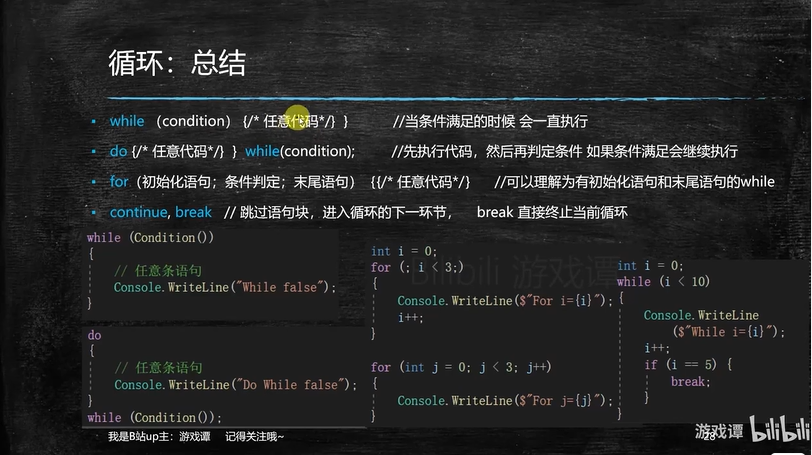 循环：总结
while （condition） {/* 任意代码*/} } //当条件满足的时候 会一直执行
do {/* 任意代码*/} } while(condition); //先执行代码，然后再判定条件 如果条件满足会继续执行
for（初始化语句；条件判定；末尾语句） {{/* 任意代码*/} //可以理解为有初始化语句和末尾语句的while
continue, break // 跳过语句块，进入循环的下一环节， break 直接终止当前循环
while (Condition())
{
// 任意条语句
Console.WriteLine("While false");
}
do
{
// 任意条语句
Console.WriteLine("Do While false");
}
while (Condition());
int i = 0;
for (; i < 3;)
{
Console.WriteLine($"For i={i}");
i++;
}
for (int j = 0; j < 3; j++)
{
Console.WriteLine($"For j={j}");
}
int i = 0;
while (i < 10)
{
Console.WriteLine
($"While i={i}");
i++;
if (i == 5) {
break;
}
}
bilibili 游戏谭
我是B站up主：游戏谭 记得关注哦~
28
游戏谭 bilibili